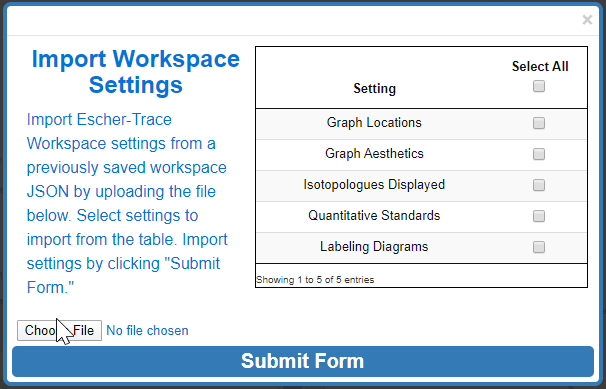 ×
Import Workspace
Settings
Import Escher-Trace
Workspace settings from a
previously saved workspace
JSON by uploading the file
below. Select settings to
import from the table. Import
settings by clicking "Submit
Form."
Select All
Setting
Graph Locations
Graph Aesthetics
Isotopologues Displayed
Quantitative Standards
Labeling Diagrams
Showing 1 to 5 of 5 entries
Choose File No file chosen
Submit Form